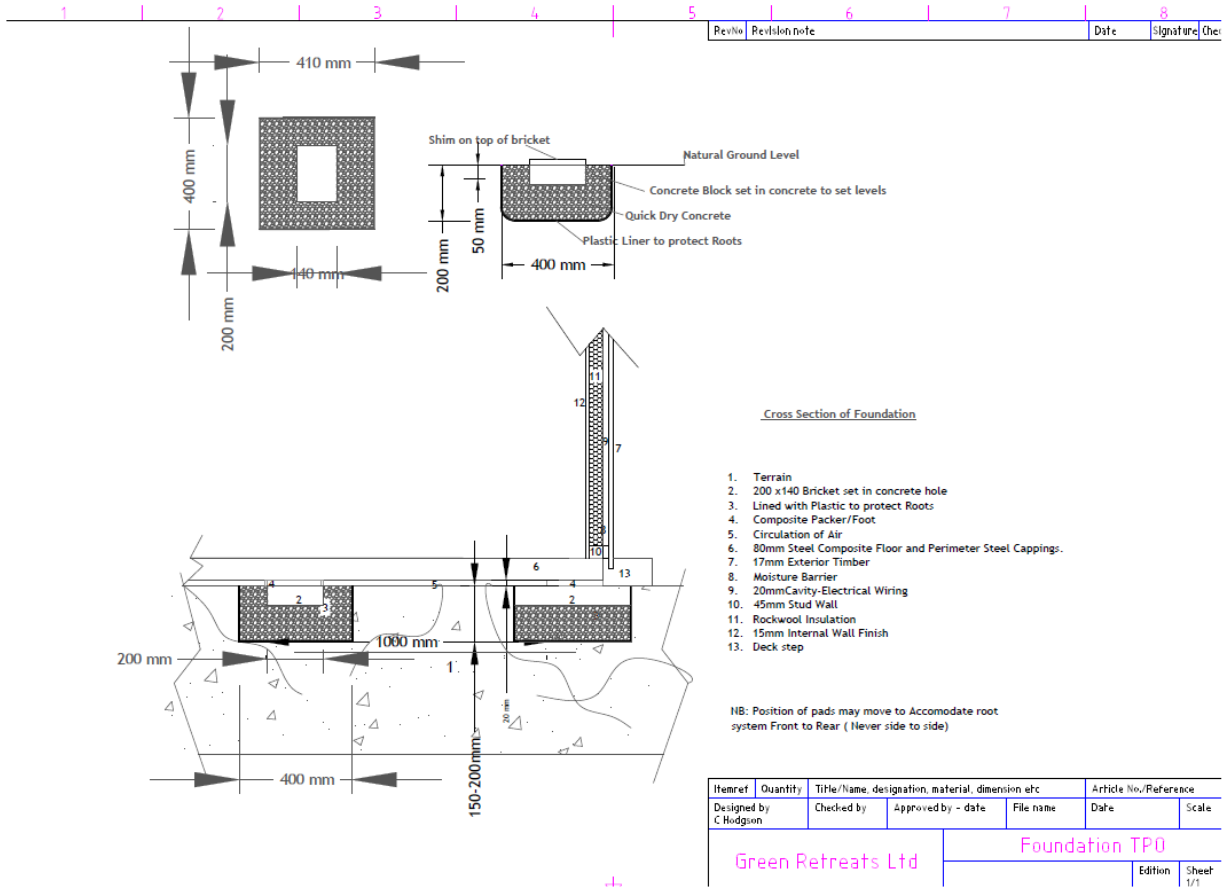 1 2 3 4 5 6 7 8
RevNo Revision note Date Signature
410 mm
400 mm
200 mm
140 mm
Shim on top of bricket
Natural Ground Level
Concrete Block set in concrete to set levels
Quick Dry Concrete
Plastic Liner to protect Roots
200 mm
50 mm
400 mm
11
12
9
7
8
10
6
13
4
5
4
2
3
2
1000 mm
200 mm
1
20 mm
400 mm
150-200mm
Cross Section of Foundation
1. Terrain
2. 200 x140 Bricket set in concrete hole
3. Lined with Plastic to protect Roots
4. Composite Packer/Foot
5. Circulation of Air
6. 80mm Steel Composite Floor and Perimeter Steel Cappings.
7. 17mm Exterior Timber
8. Moisture Barrier
9. 20mmCavity-Electrical Wiring
10. 45mm Stud Wall
11. Rockwool Insulation
12. 15mm Internal Wall Finish
13. Deck step
NB: Position of pads may move to Accomodate root
system Front to Rear ( Never side to side)
Itemref Quantity Title/Name, designation, material, dimension etc Article No./Reference
Designed by Checked by Approved by - date File name Date Scale
C Hodgson
Green Retreats Ltd
Foundation TPO
Edition Sheet
1/1